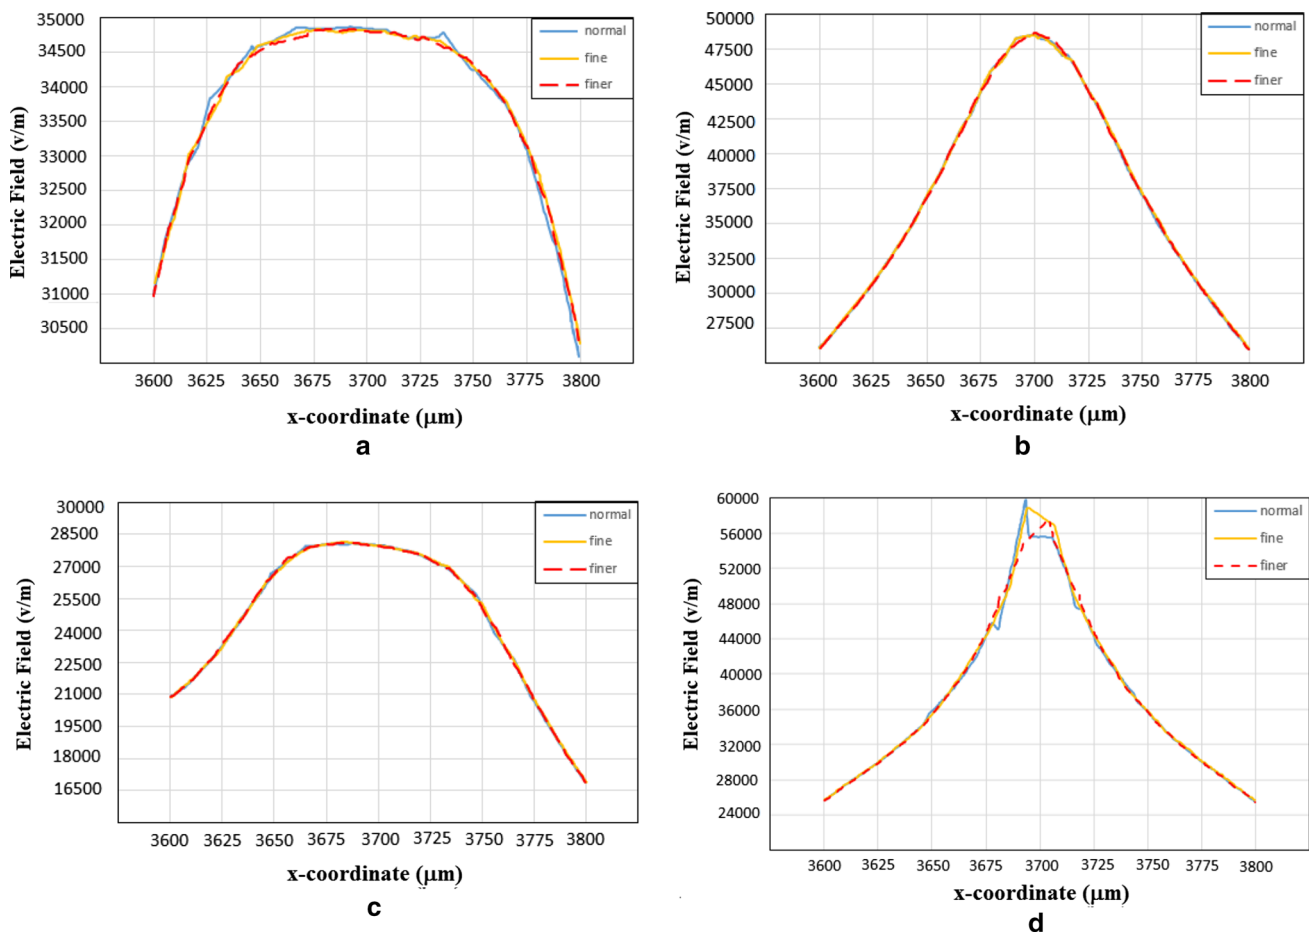 35000
34500
34000
33500
33000
32500
32000
31500
31000
30500
Electric Field (v/m)
normal
fine
finer
3600 3625 3650 3675 3700 3725 3750 3775 3800
x-coordinate (μm)
a
50000
47500
45000
42500
40000
37500
35000
32500
30000
27500
Electric Field (v/m)
normal
fine
finer
3600 3625 3650 3675 3700 3725 3750 3775 3800
x-coordinate (μm)
b
30000
28500
27000
25500
24000
22500
21000
19500
18000
16500
Electric Field (v/m)
normal
fine
finer
3600 3625 3650 3675 3700 3725 3750 3775 3800
x-coordinate (μm)
c
60000
56000
52000
48000
44000
40000
36000
32000
28000
24000
Electric Field (v/m)
normal
fine
finer
3600 3625 3650 3675 3700 3725 3750 3775 3800
x-coordinate (μm)
d